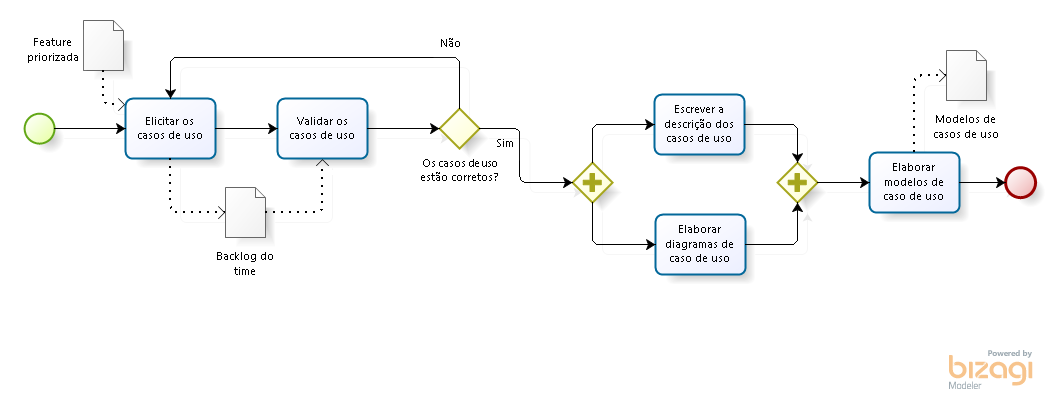 Feature
priorizada
Não
Elicitar os
casos de uso
Validar os
casos de uso
Os casos de uso
estão corretos?
Sim
Backlog do
time
Escrever a
descrição dos
casos de uso
Elaborar
diagramas de
caso de uso
Modelos de
casos de uso
Elaborar
modelos de
caso de uso
Powered by
bizagi
Modeler